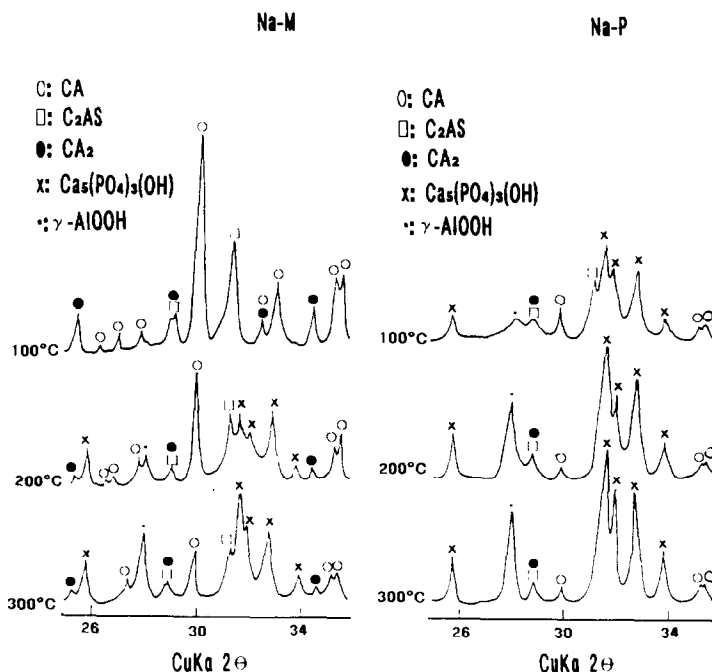 Na-M
○: CA
□: C₂AS
●: CA₂
x: Ca₅(PO₄)₃(OH)
·: γ-AlOOH
100°C
200°C
300°C
26 30 34
CuKα 2Θ
Na-P
○: CA
□: C₂AS
●: CA₂
x: Ca₅(PO₄)₃(OH)
·: γ-AlOOH
100°C
200°C
300°C
26 30 34
CuKα 2Θ